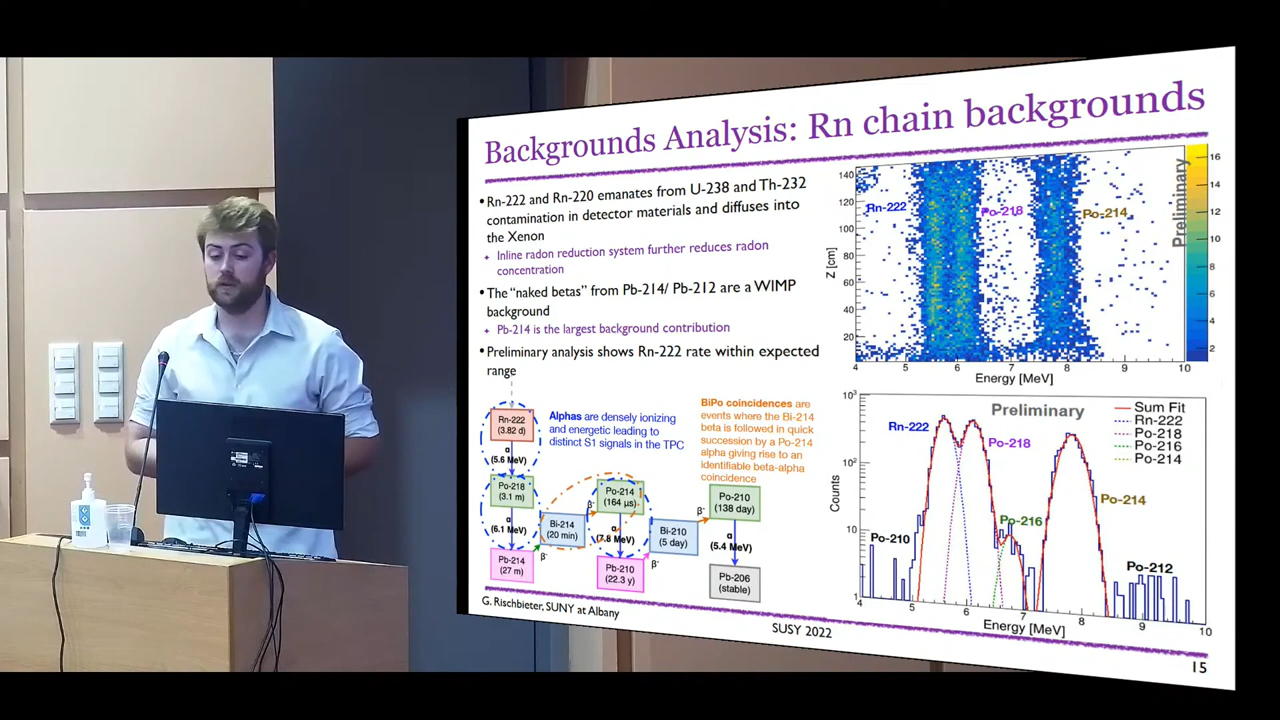 Backgrounds Analysis: Rn chain backgrounds
•Rn-222 and Rn-220 emanates from U-238 and Th-232
contamination in detector materials and diffuses into
the Xenon
+ Inline radon reduction system further reduces radon
concentration
•The “naked betas” from Pb-214/ Pb-212 are a WIMP
background
+ Pb-214 is the largest background contribution
•Preliminary analysis shows Rn-222 rate within expected
range
Rn-222
(3.82 d)
α
(5.6 MeV)
Po-218
(3.1 m)
α
(6.1 MeV)
Pb-214
(27 m)
β-
Bi-214
(20 min)
β-
Po-214
(164 µs)
α
(7.8 MeV)
Pb-210
(22.3 y)
β-
Bi-210
(5 day)
β-
Po-210
(138 day)
α
(5.4 MeV)
Pb-206
(stable)
Alphas are densely ionizing
and energetic leading to
distinct S1 signals in the TPC
BiPo coincidences are
events where the Bi-214
beta is followed in quick
succession by a Po-214
alpha giving rise to an
identifiable beta-alpha
coincidence
Rn-222
Po-218
Po-214
Preliminary
Z [cm]
140
120
100
80
60
40
20
4 5 6 7 8 9 10
Energy [MeV]
16
14
12
10
8
6
4
2
Preliminary
Sum Fit
Rn-222
Po-218
Po-216
Po-214
Rn-222
Po-218
Po-214
Po-216
Po-210
Po-212
Counts
10³
10²
10
1
4 5 6 7 8 9 10
Energy [MeV]
G. Rischbieter, SUNY at Albany
SUSY 2022
15